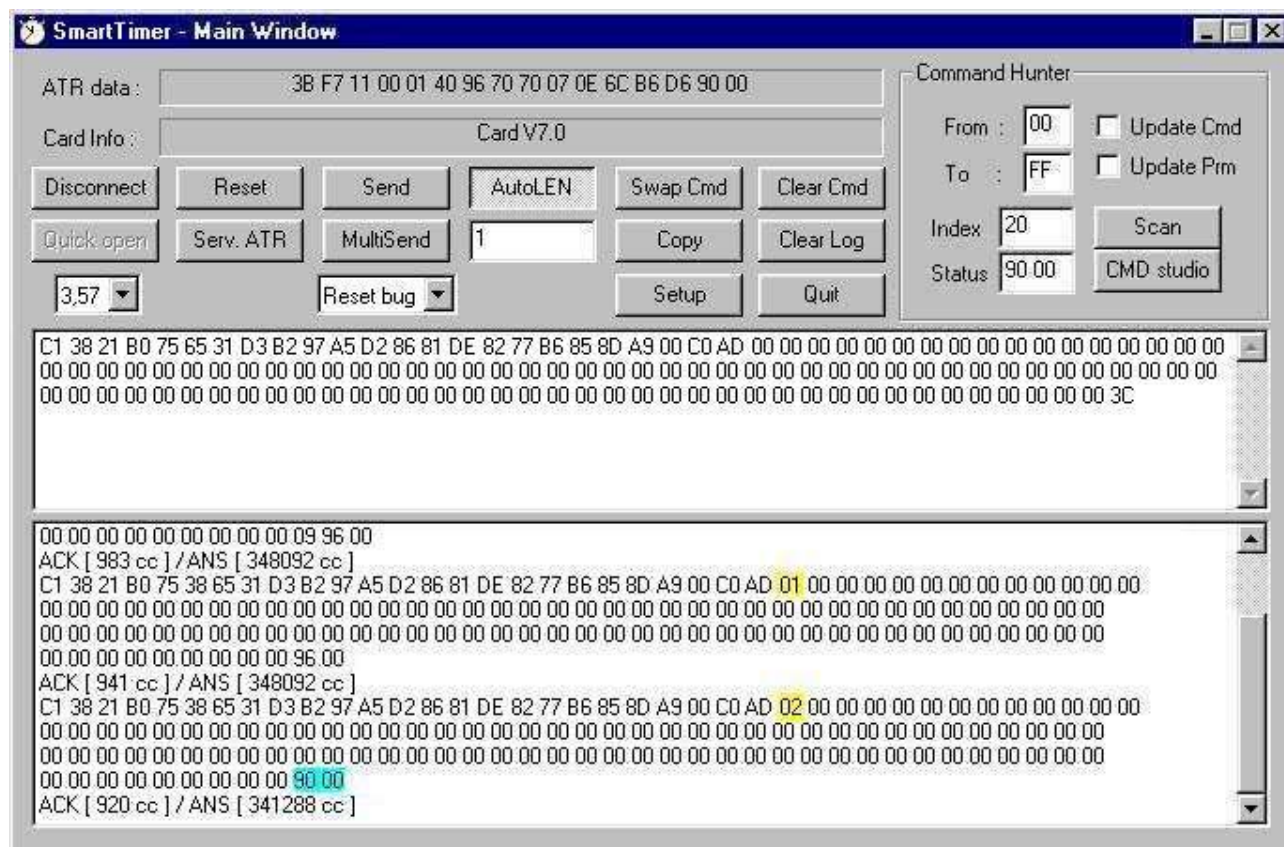 SmartTimer - Main Window
ATR data : 3B F7 11 00 01 40 96 70 70 07 0E 6C B6 D6 90 00
Card Info : Card V7.0
Disconnect Reset Send AutoLEN Swap Cmd Clear Cmd
Quick open Serv. ATR MultiSend 1 Copy Clear Log
3,57 Reset bug Setup Quit
Command Hunter
From : 00 Update Cmd
To : FF Update Prm
Index 20 Scan
Status 90 00 CMD studio
C1 38 21 B0 75 65 31 D3 B2 97 A5 D2 86 81 DE 82 77 B6 85 8D A9 00 C0 AD 00 00 00 00 00 00 00 00 00 00 00 00 00 00 00 00 00
00 00 00 00 00 00 00 00 00 00 00 00 00 00 00 00 00 00 00 00 00 00 00 00 00 00 00 00 00 00 00 00 00 00 00 00 00 00 00 00 00 00
00 00 00 00 00 00 00 00 00 00 00 00 00 00 00 00 00 00 00 00 00 00 00 00 00 00 00 00 00 00 00 00 00 00 00 00 00 00 3C
00 00 00 00 00 00 00 00 00 09 96 00
ACK [ 983 cc ] / ANS [ 348092 cc ]
C1 38 21 B0 75 38 65 31 D3 B2 97 A5 D2 86 81 DE 82 77 B6 85 8D A9 00 C0 AD 01 00 00 00 00 00 00 00 00 00 00 00 00
00 00 00 00 00 00 00 00 00 00 00 00 00 00 00 00 00 00 00 00 00 00 00 00 00 00 00 00 00 00 00 00 00 00 00 00 00 00
00 00 00 00 00 00 00 00 00 00 00 00 00 00 00 00 00 00 00 00 00 00 00 00 00 00 00 00 00 00 00 00 00 00 00 00 00 00
00 00 00 00 00 00 00 00 00 96 00
ACK [ 941 cc ] / ANS [ 348092 cc ]
C1 38 21 B0 75 38 65 31 D3 B2 97 A5 D2 86 81 DE 82 77 B6 85 8D A9 00 C0 AD 02 00 00 00 00 00 00 00 00 00 00 00 00
00 00 00 00 00 00 00 00 00 00 00 00 00 00 00 00 00 00 00 00 00 00 00 00 00 00 00 00 00 00 00 00 00 00 00 00 00 00
00 00 00 00 00 00 00 00 00 00 00 00 00 00 00 00 00 00 00 00 00 00 00 00 00 00 00 00 00 00 00 00 00 00 00 00 00 00
00 00 00 00 00 00 00 00 00 90 00
ACK [ 920 cc ] / ANS [ 341288 cc ]